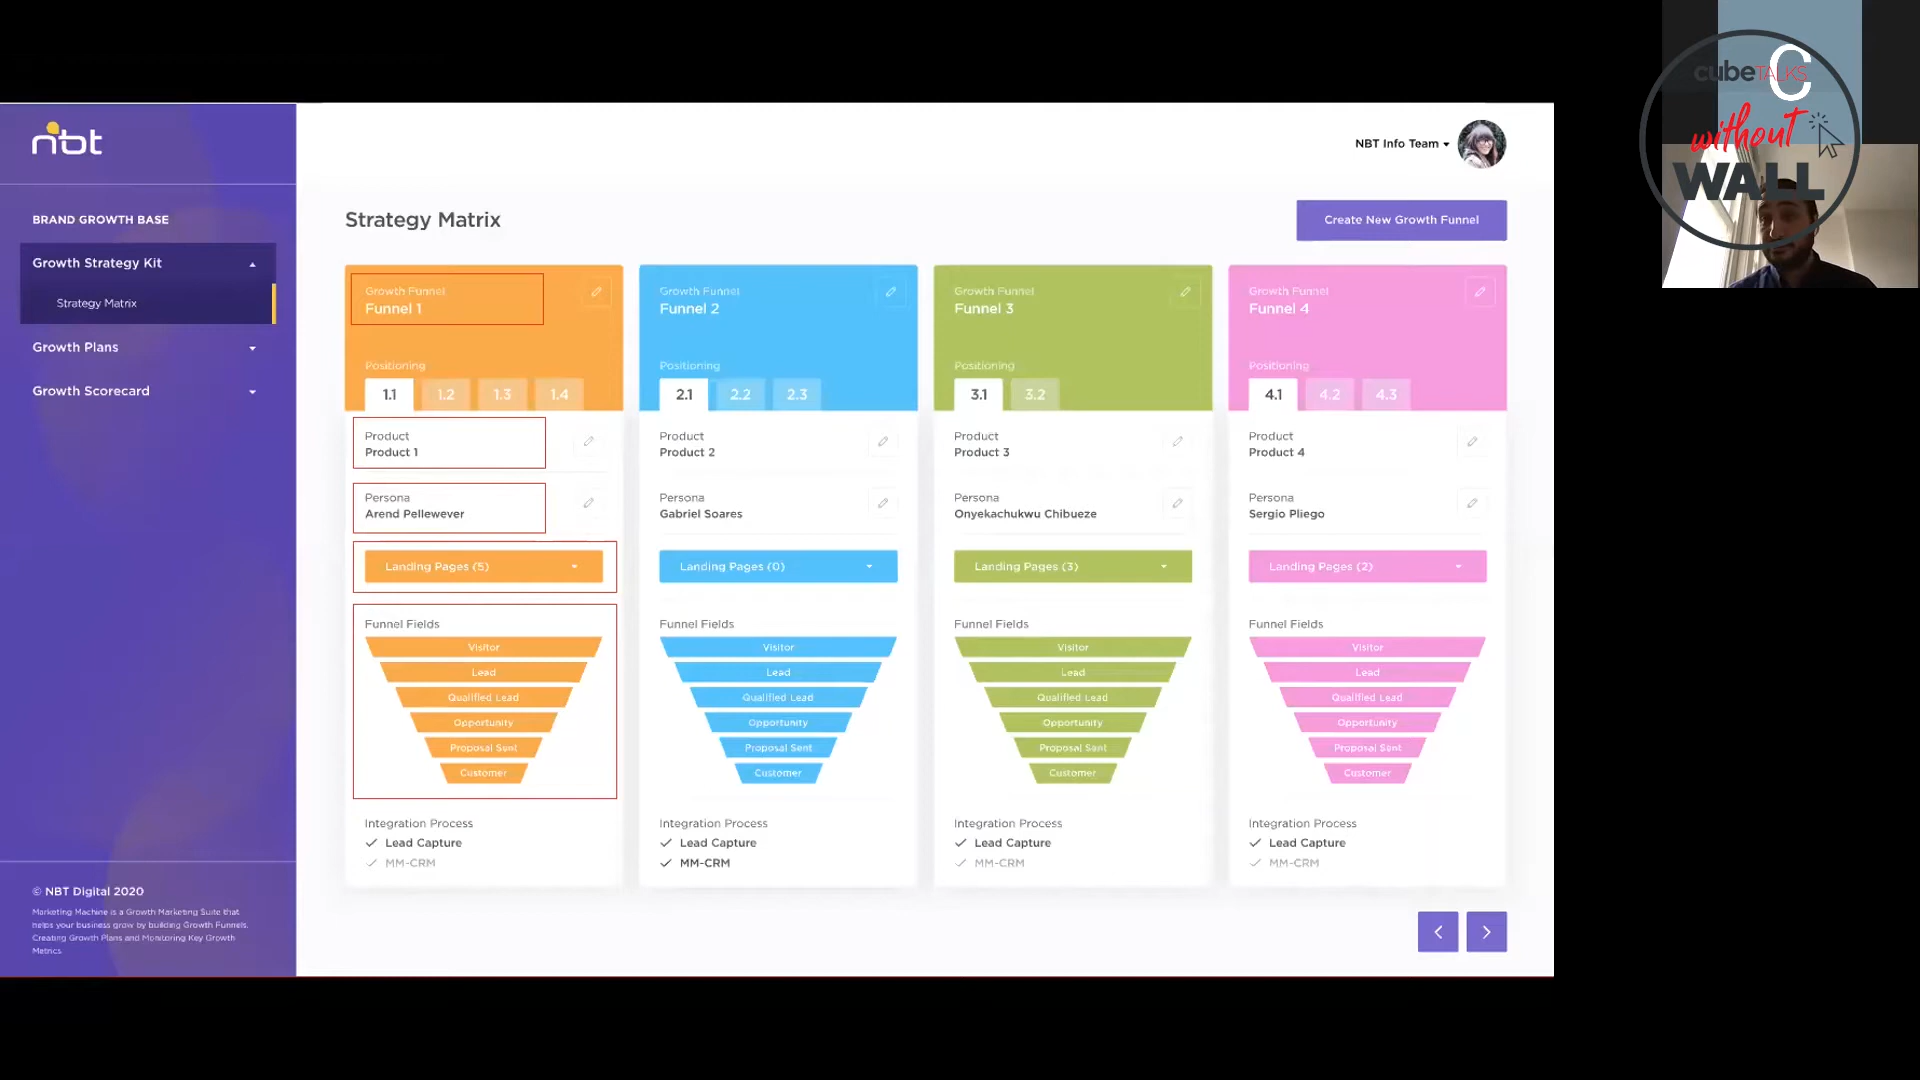 nbt
BRAND GROWTH BASE
Growth Strategy Kit
Strategy Matrix
Growth Plans
Growth Scorecard
© NBT Digital 2020
Marketing Machine is a Growth Marketing Suite that
helps your business grow by building Growth Funnels,
Creating Growth Plans and Monitoring Key Growth
Metrics
NBT Info Team
Strategy Matrix
Create New Growth Funnel
Growth Funnel
Funnel 1
Positioning
1.1 1.2 1.3 1.4
Product
Product 1
Persona
Arend Pellewever
Landing Pages (5)
Funnel Fields
Visitor
Lead
Qualified Lead
Opportunity
Proposal Sent
Customer
Integration Process
Lead Capture
MM-CRM
Growth Funnel
Funnel 2
Positioning
2.1 2.2 2.3
Product
Product 2
Persona
Gabriel Soares
Landing Pages (0)
Funnel Fields
Visitor
Lead
Qualified Lead
Opportunity
Proposal Sent
Customer
Integration Process
Lead Capture
MM-CRM
Growth Funnel
Funnel 3
Positioning
3.1 3.2
Product
Product 3
Persona
Onyekachukwu Chibueze
Landing Pages (3)
Funnel Fields
Visitor
Lead
Qualified Lead
Opportunity
Proposal Sent
Customer
Integration Process
Lead Capture
MM-CRM
Growth Funnel
Funnel 4
Positioning
4.1 4.2 4.3
Product
Product 4
Persona
Sergio Pliego
Landing Pages (2)
Funnel Fields
Visitor
Lead
Qualified Lead
Opportunity
Proposal Sent
Customer
Integration Process
Lead Capture
MM-CRM
cubeTALKS
C
without
WALL